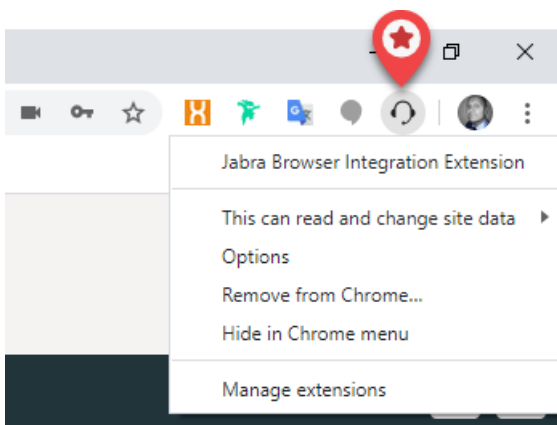 Jabra Browser Integration Extension
This can read and change site data
Options
Remove from Chrome...
Hide in Chrome menu
Manage extensions